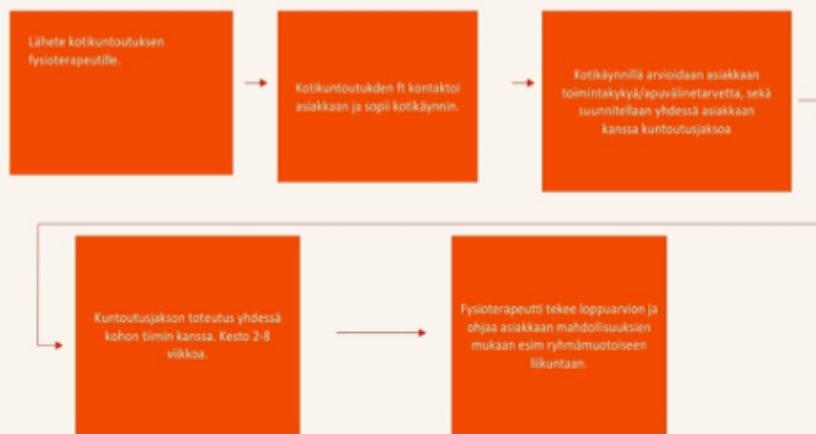 Lähete kotikuntoutuksen
fysioterapeutille.
Kotikuntoutukden ft kontaktoi
asiakkaan ja sopii kotikäynnin.
Kotikäynnillä arvioidaan asiakkaan
toimintakykyä/apuvälinetarvetta, sekä
suunnitellaan yhdessä asiakkaan
kanssa kuntoutusjaksoa
Kuntoutusjakson toteutus yhdessä
kohon tiimin kanssa. Kesto 2-8
viikkoa.
Fysioterapeutti tekee loppuarvion ja
ohjaa asiakkaan mahdollisuuksien
mukaan esim ryhmämuotoiseen
liikuntaan.